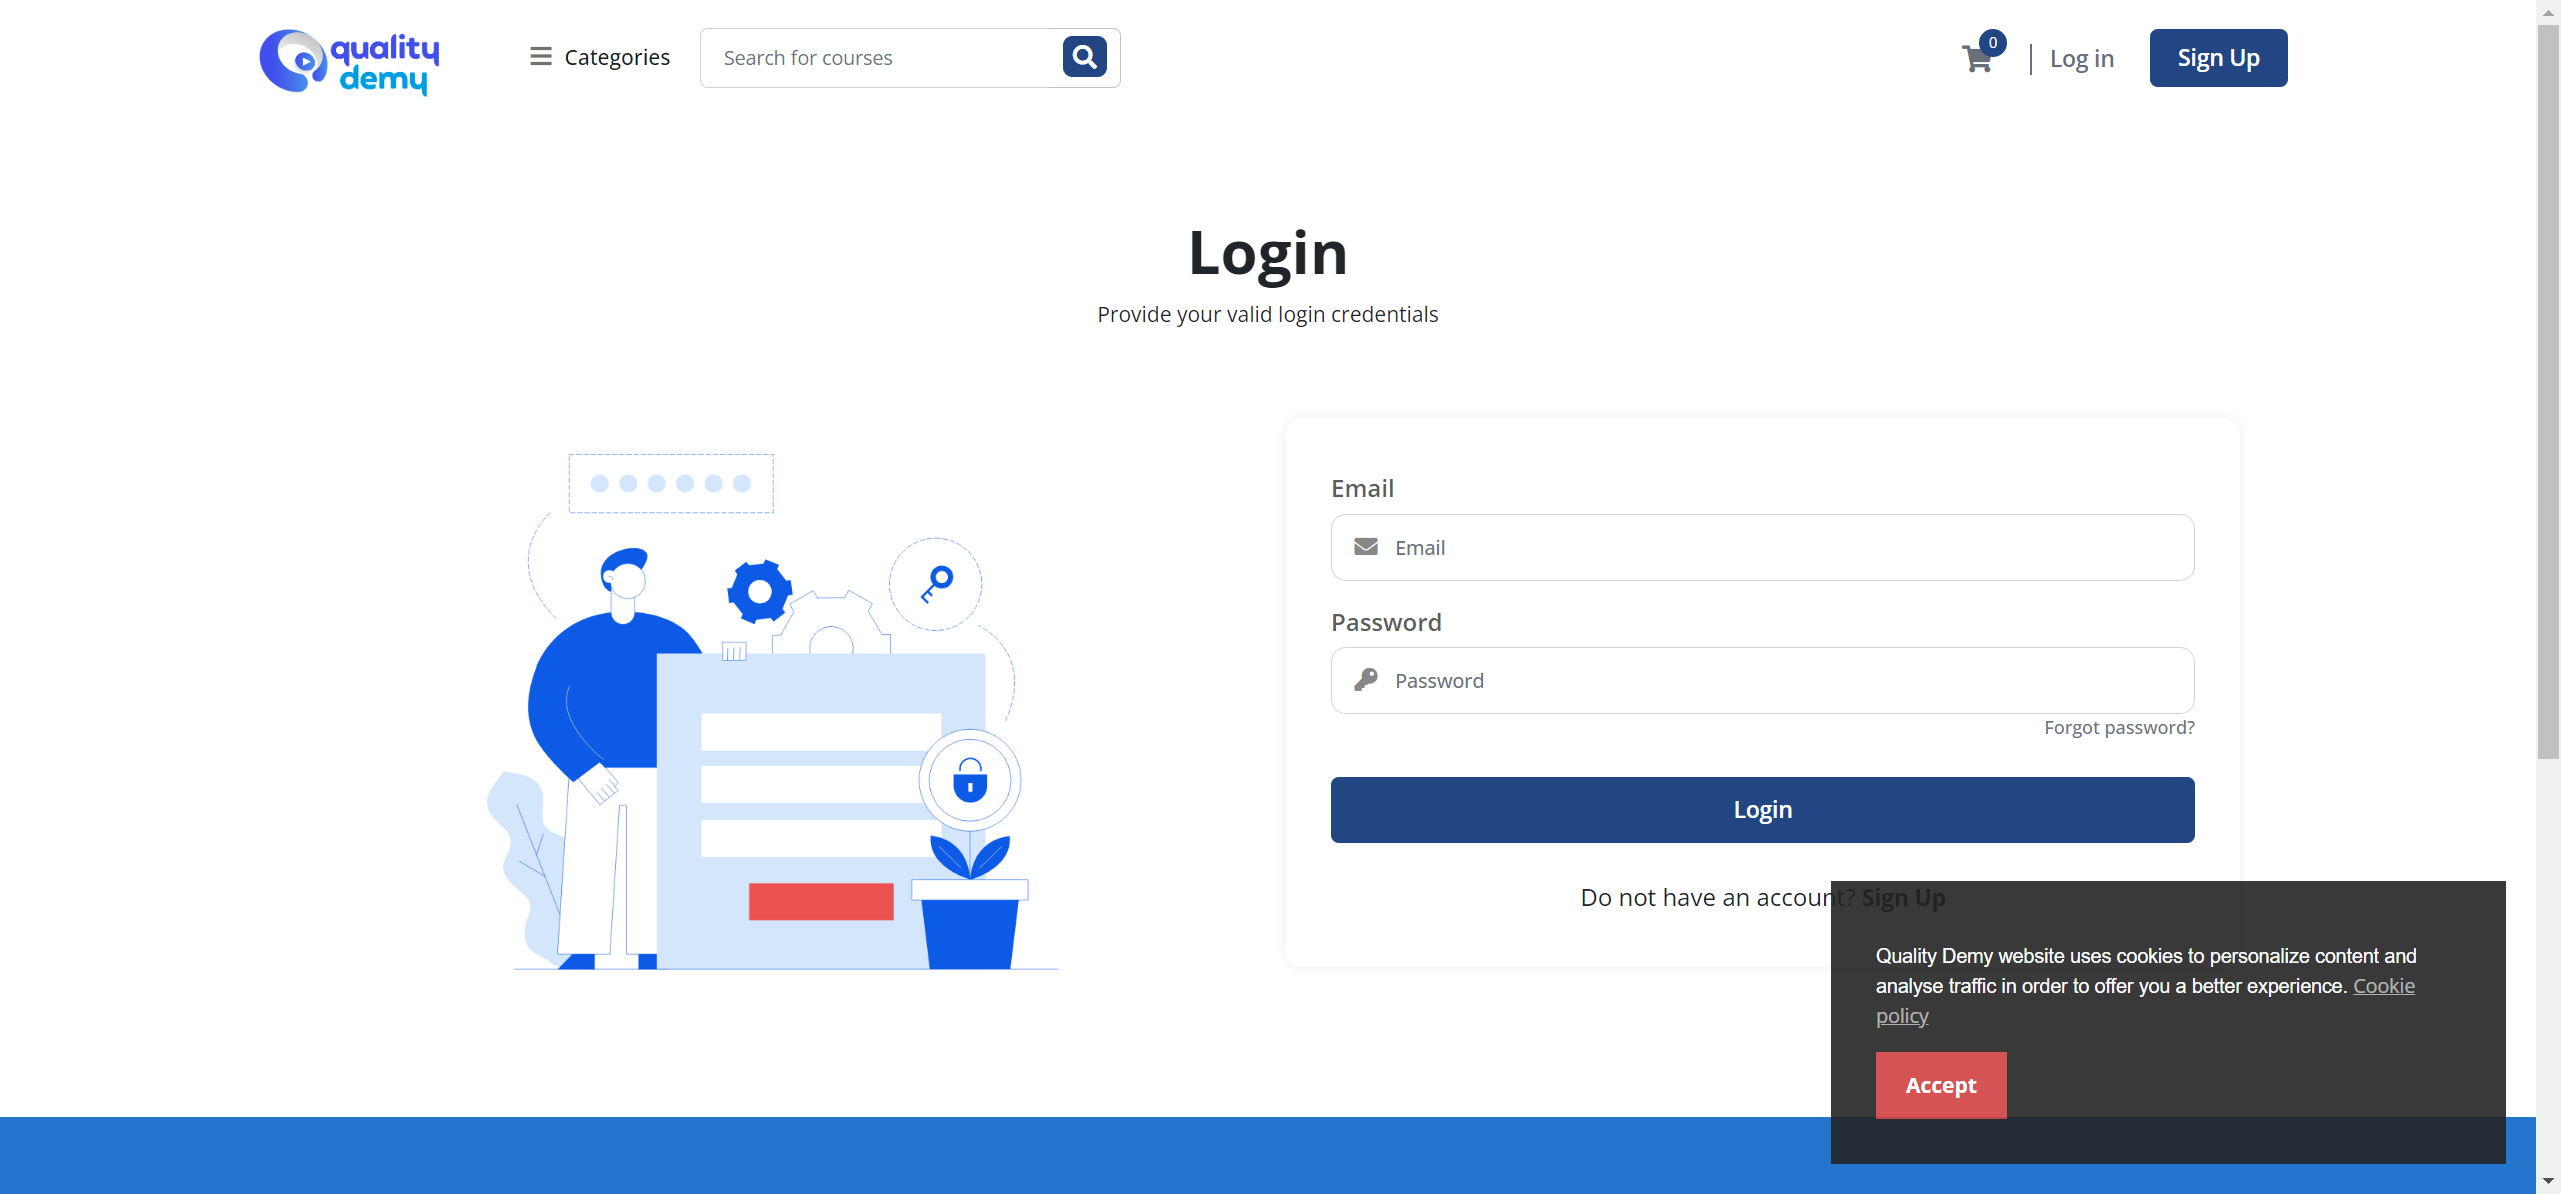 quality
demy
Categories
Search for courses
0
Log in
Sign Up
Login
Provide your valid login credentials
Email
Email
Password
Password
Forgot password?
Login
Do not have an account? Sign Up
Quality Demy website uses cookies to personalize content and
analyse traffic in order to offer you a better experience. Cookie
policy
Accept